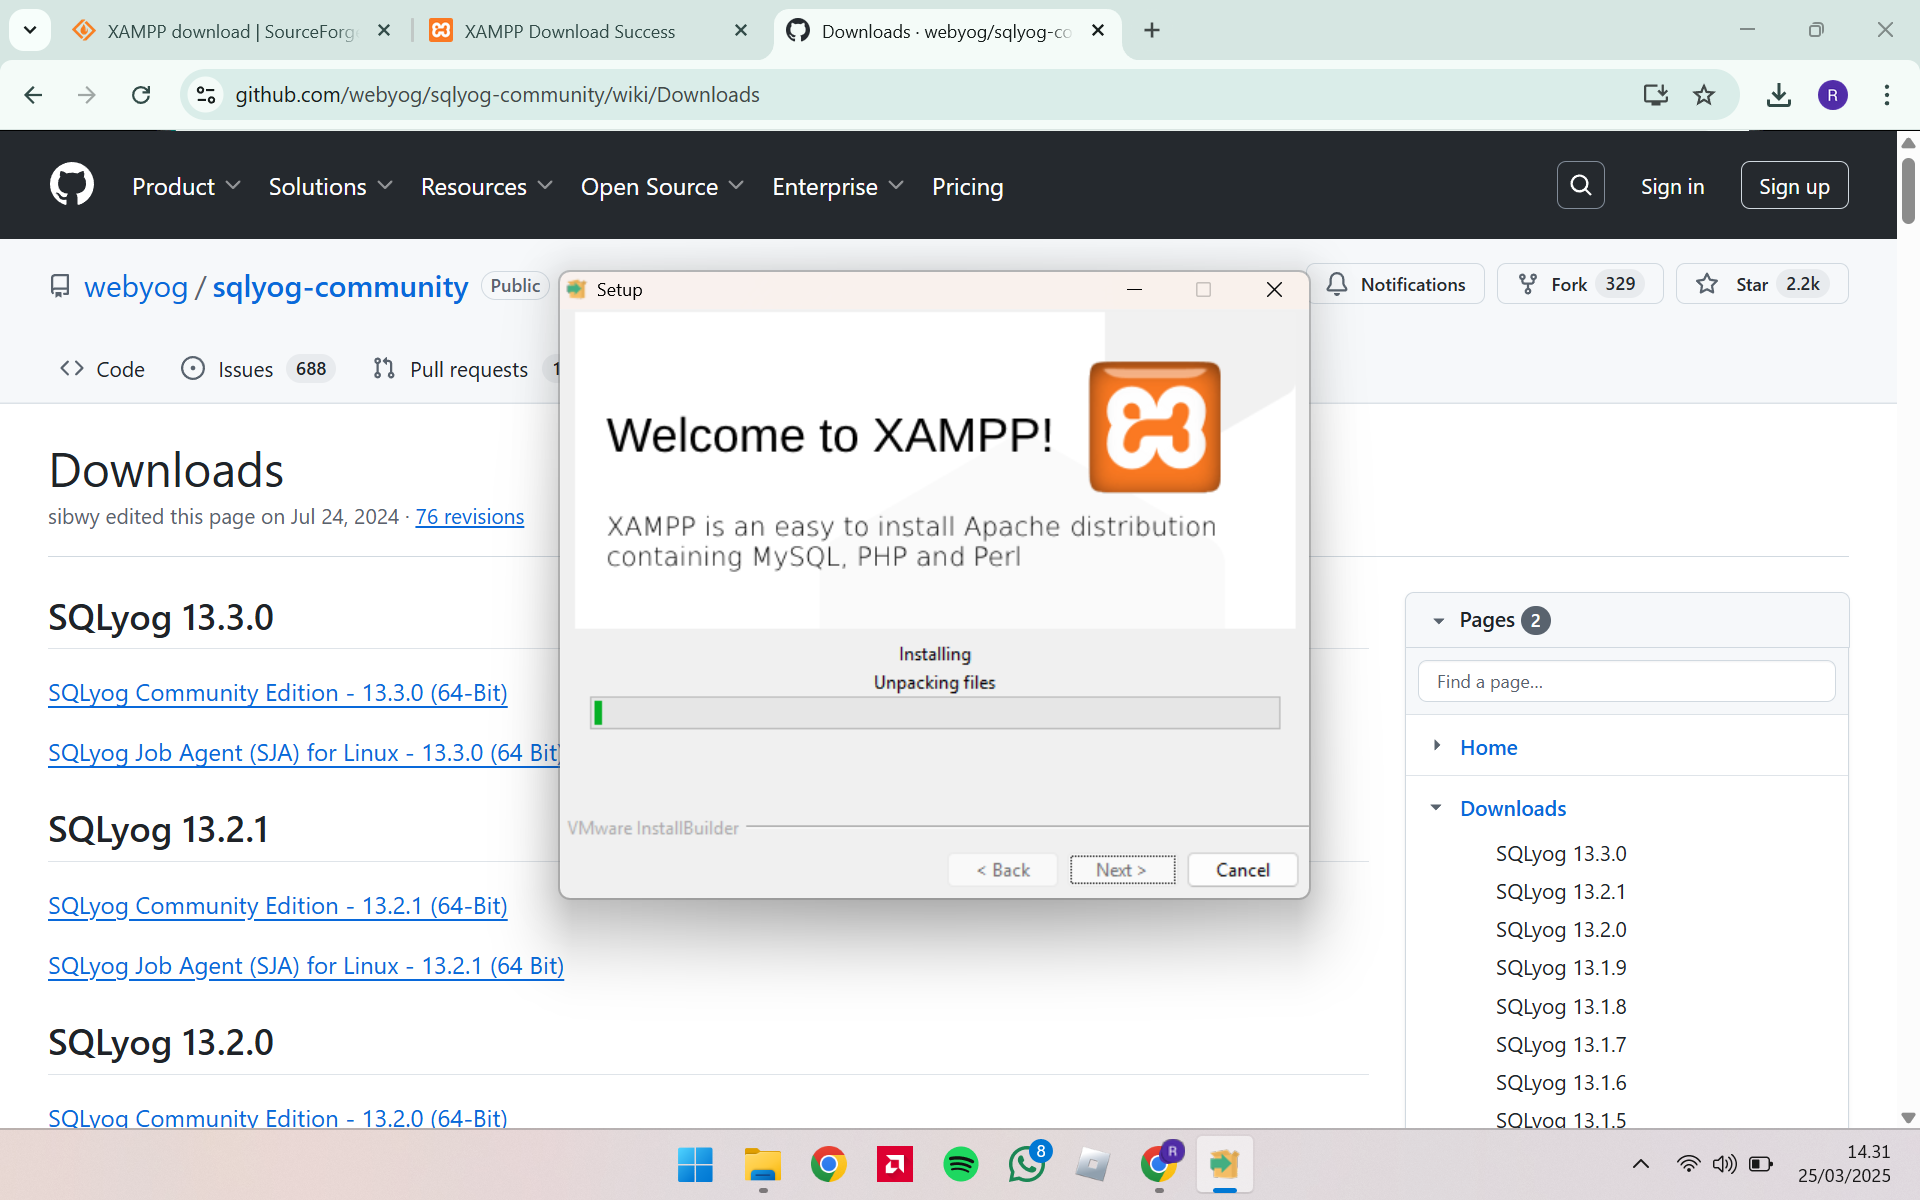 XAMPP download | SourceForge
XAMPP Download Success
Downloads · webyog/sqlyog-co
github.com/webyog/sqlyog-community/wiki/Downloads
R
Product
Solutions
Resources
Open Source
Enterprise
Pricing
Sign in
Sign up
webyog / sqlyog-community
Public
Notifications
Fork 329
Star 2.2k
Code
Issues 688
Pull requests 1
Setup
Welcome to XAMPP!
XAMPP is an easy to install Apache distribution
containing MySQL, PHP and Perl
Installing
Unpacking files
VMware InstallBuilder
< Back
Next >
Cancel
Downloads
sibwy edited this page on Jul 24, 2024 · 76 revisions
SQLyog 13.3.0
SQLyog Community Edition - 13.3.0 (64-Bit)
SQLyog Job Agent (SJA) for Linux - 13.3.0 (64 Bit)
SQLyog 13.2.1
SQLyog Community Edition - 13.2.1 (64-Bit)
SQLyog Job Agent (SJA) for Linux - 13.2.1 (64 Bit)
SQLyog 13.2.0
SQLyog Community Edition - 13.2.0 (64-Bit)
Pages 2
Find a page...
Home
Downloads
SQLyog 13.3.0
SQLyog 13.2.1
SQLyog 13.2.0
SQLyog 13.1.9
SQLyog 13.1.8
SQLyog 13.1.7
SQLyog 13.1.6
SQLyog 13.1.5
8
R
14.31
25/03/2025